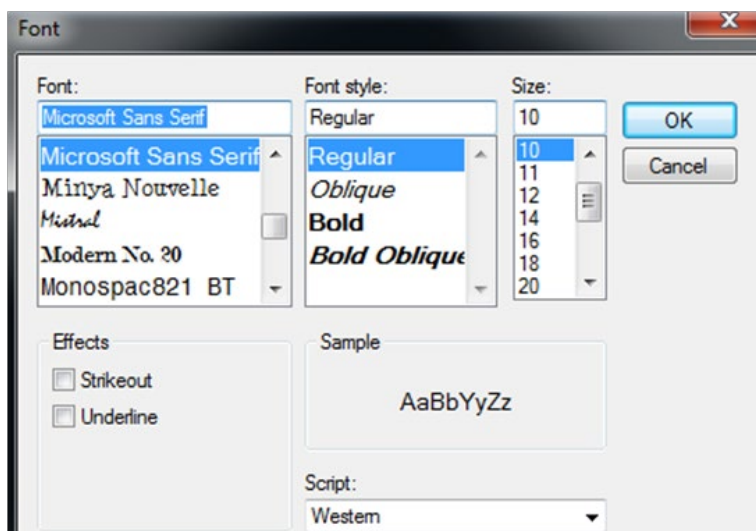 Font
Font:
Microsoft Sans Serif
Microsoft Sans Serif
Minya Nouvelle
Mistral
Modern No. 20
Monospac821 BT
Font style:
Regular
Regular
Oblique
Bold
Bold Oblique
Size:
10
10
11
12
14
16
18
20
OK
Cancel
Effects
Strikeout
Underline
Sample
AaBbYyZz
Script:
Western